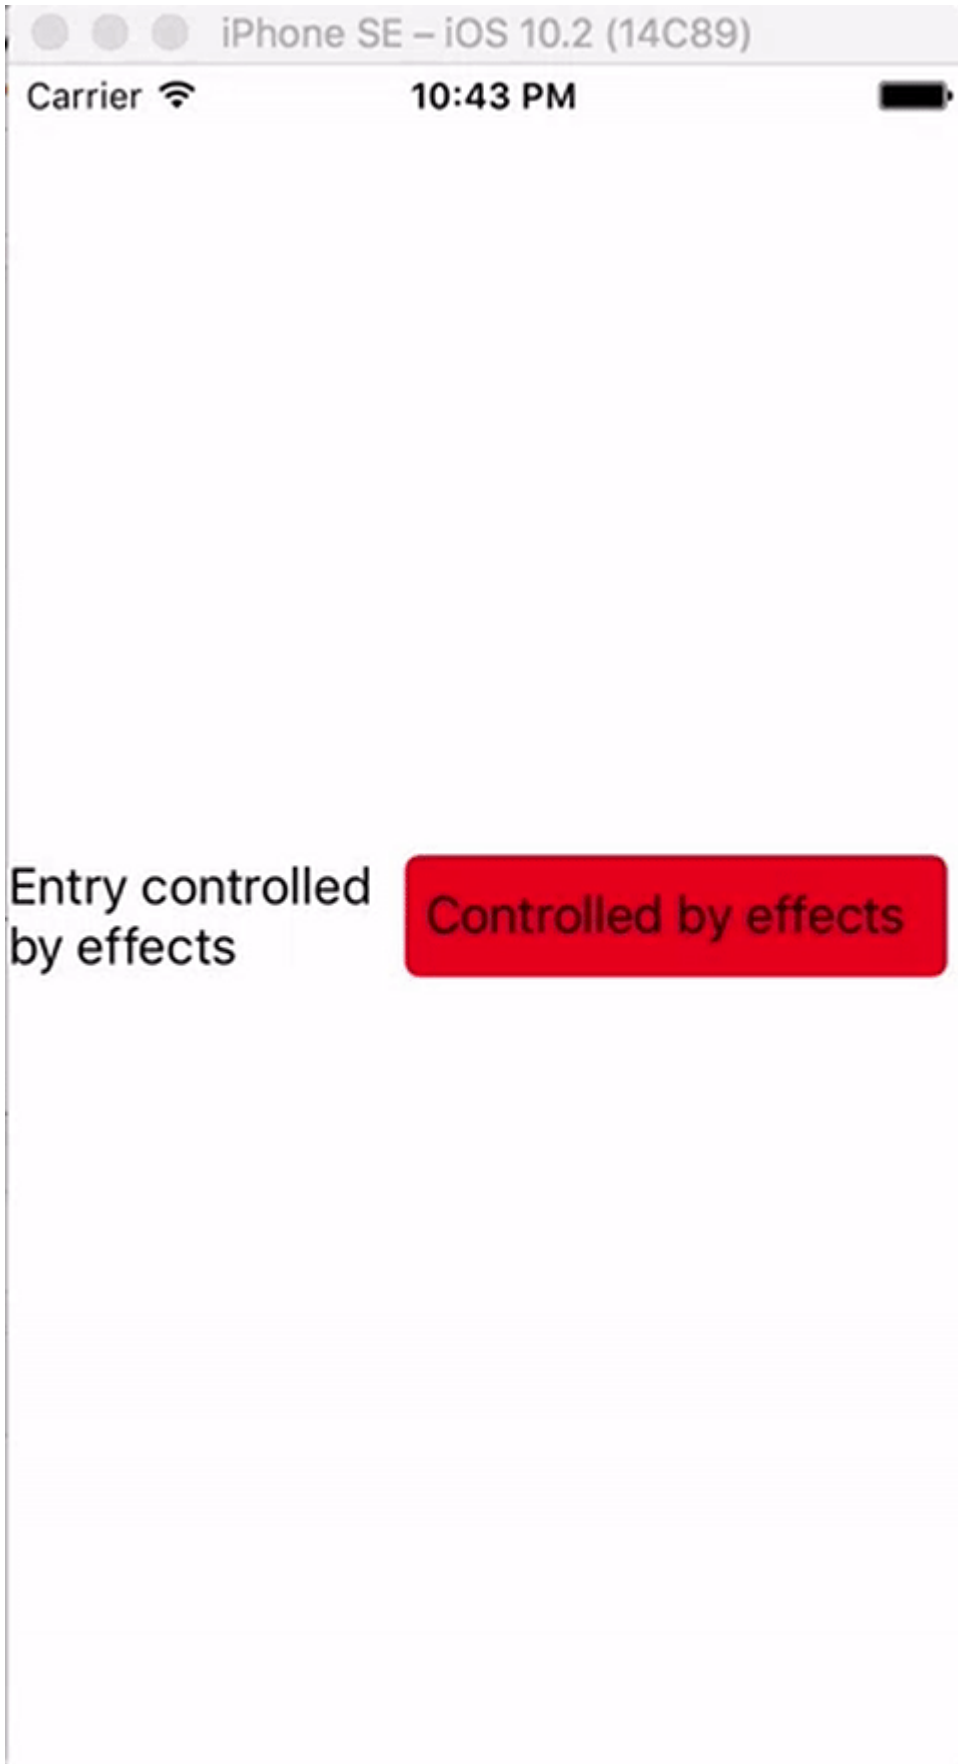 iPhone SE – iOS 10.2 (14C89)
Carrier 10:43 PM
Entry controlled
by effects
Controlled by effects